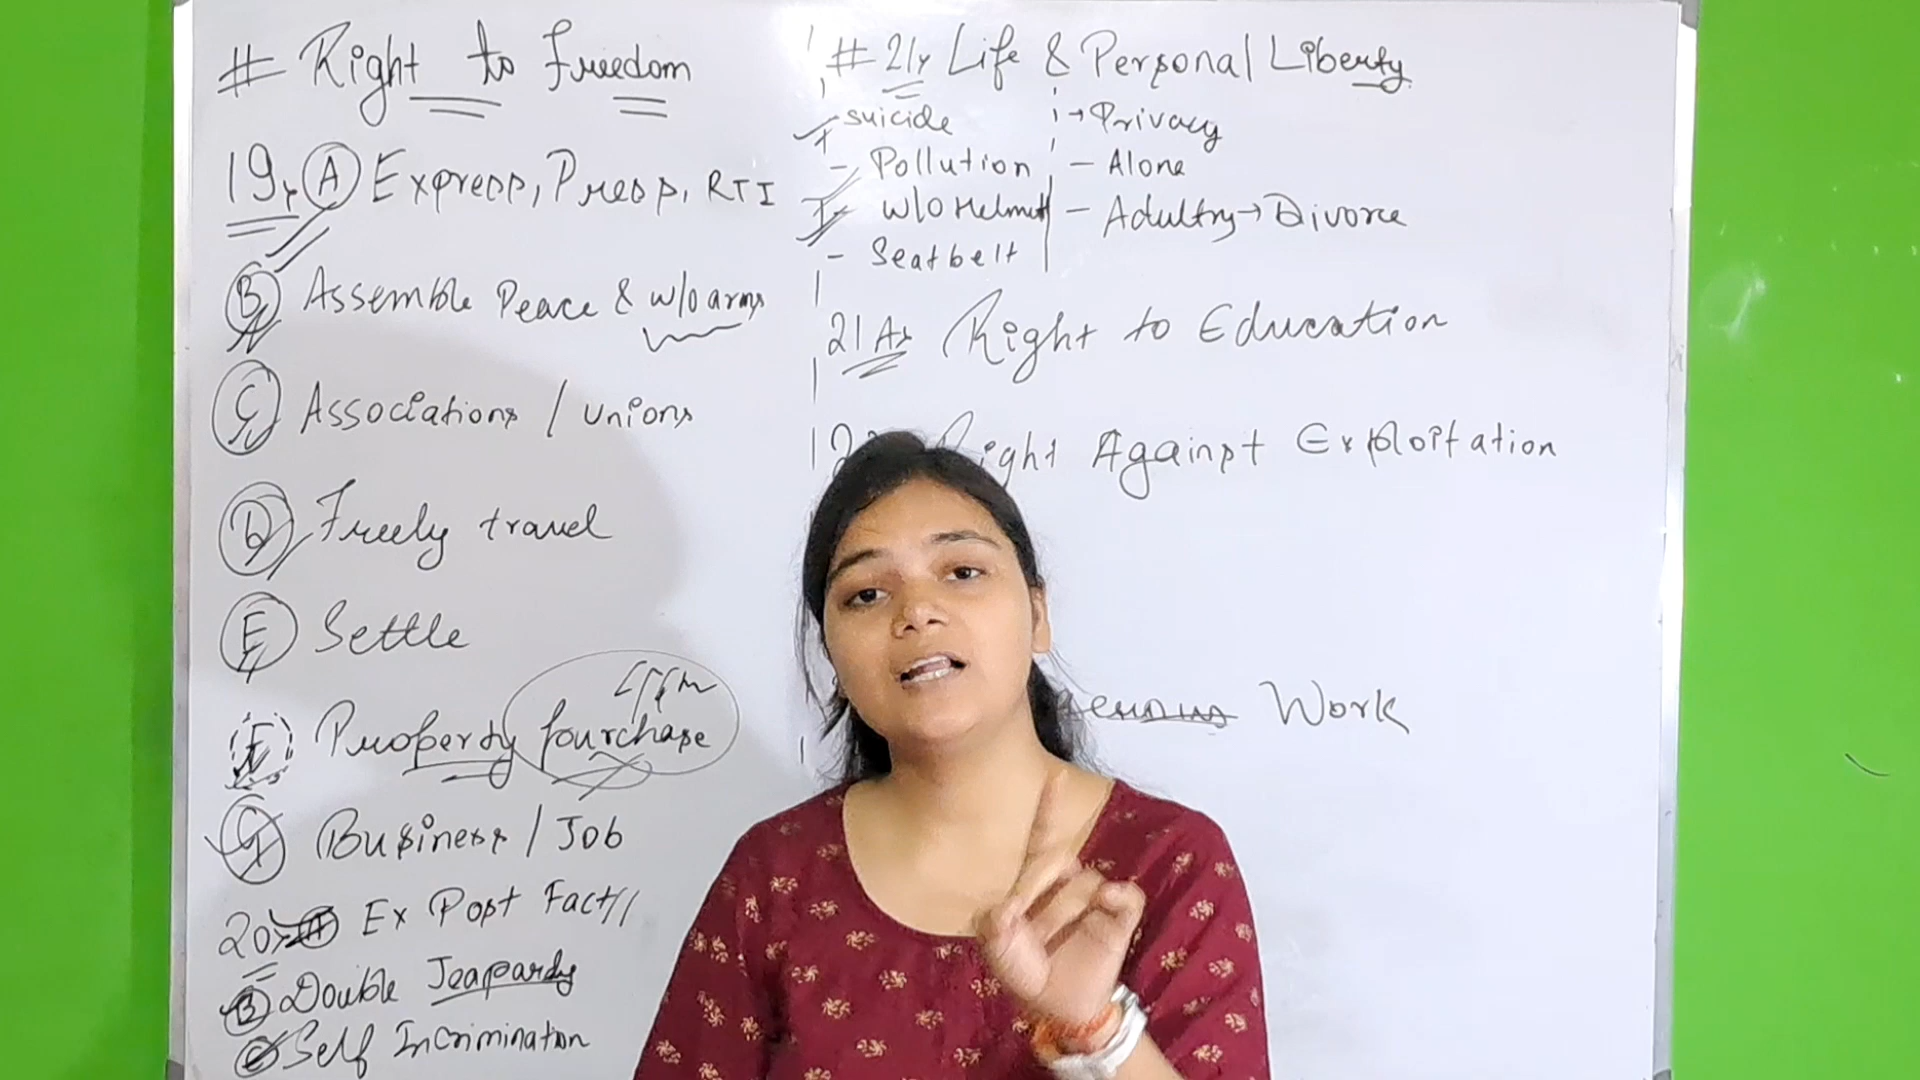 # Right to freedom
19, (A) Express, Press, RTI
(B) Assemble Peace & w/o arms
(C) Associations / unions
(D) Freely travel
(E) Settle
(F) Property Purchase
(G) Business / Job
20, (A) Ex Post Fact
(B) Double Jeapardy
(C) Self Incrimination
# 21, Life & Personal Liberty
suicide → Privacy
- Pollution - Alone
- w/o Helmet - Adultry → Divorce
- Seatbelt
21A, Right to Education
Against Exploitation
Work